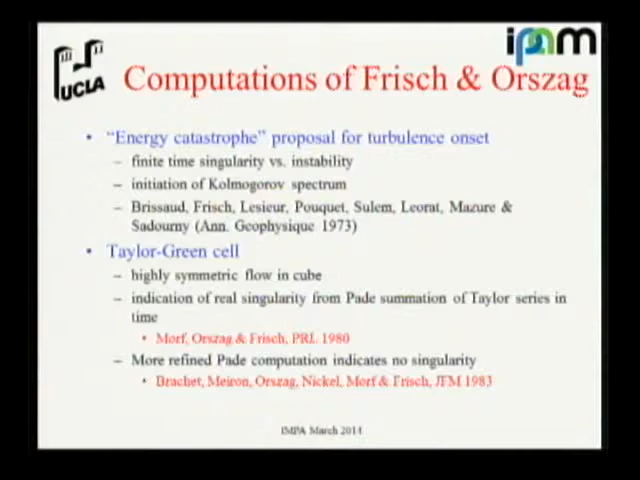 UCLA
ipam
Computations of Frisch & Orszag
• "Energy catastrophe" proposal for turbulence onset
– finite time singularity vs. instability
– initiation of Kolmogorov spectrum
– Brissaud, Frisch, Lesieur, Pouquet, Sulem, Leorat, Mazure &
Sadourny (Ann. Geophysique 1973)
• Taylor-Green cell
– highly symmetric flow in cube
– indication of real singularity from Pade summation of Taylor series in
time
• Morf, Orszag & Frisch, PRL 1980
– More refined Pade computation indicates no singularity
• Brachet, Meiron, Orszag, Nickel, Morf & Frisch, JFM 1983
IMPA March 2014